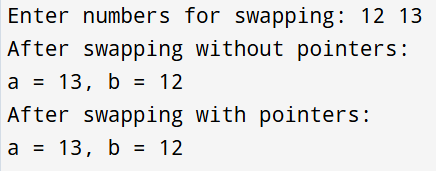 Enter numbers for swapping: 12 13
After swapping without pointers:
a = 13, b = 12
After swapping with pointers:
a = 13, b = 12